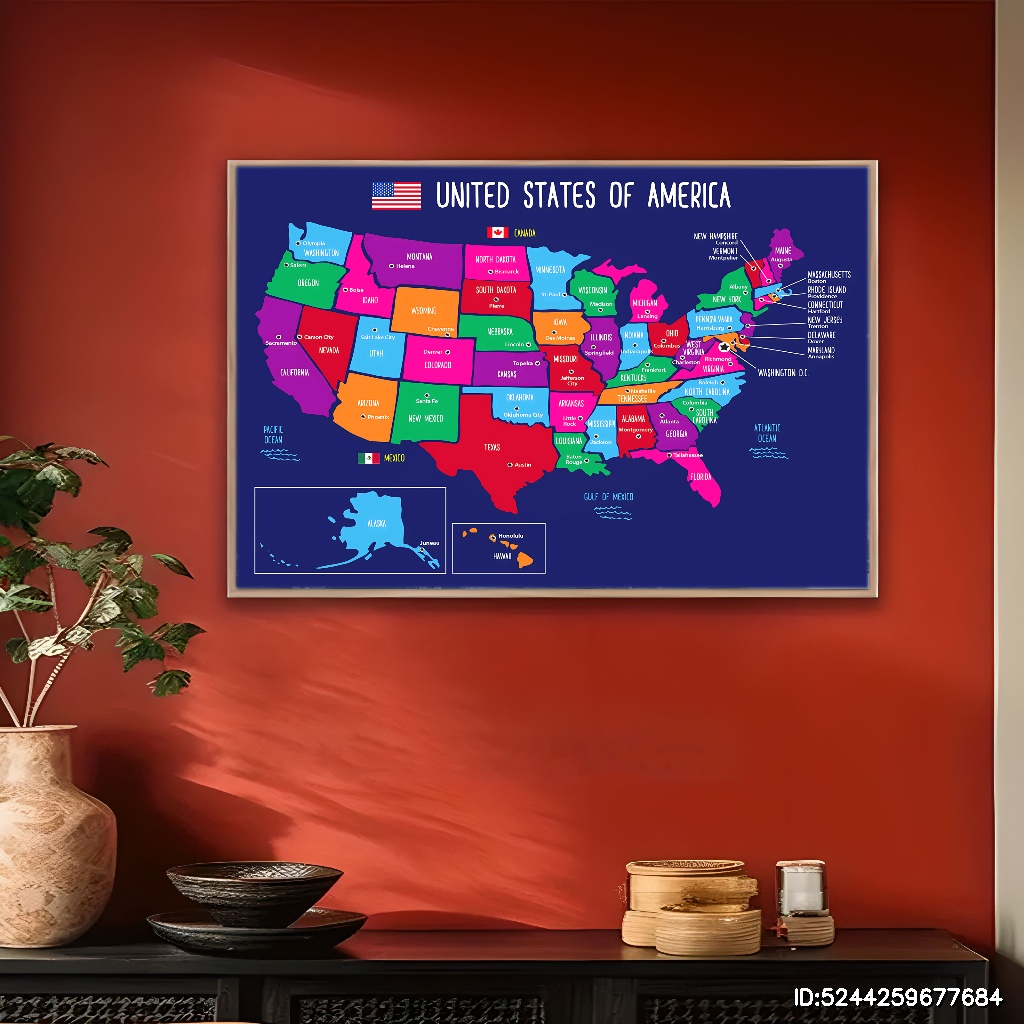 UNITED STATES OF AMERICA
CANADA
Olympia
WASHINGTON
Salem
OREGON
MONTANA
Helena
Boise
IDAHO
NORTH DAKOTA
Bismarck
SOUTH DAKOTA
Pierre
MINNESOTA
St. Paul
WISCONSIN
Madison
MICHIGAN
Lansing
NEW HAMPSHIRE
Concord
VERMONT
Montpelier
MAINE
Augusta
Albany
NEW YORK
MASSACHUSETTS
Boston
RHODE ISLAND
Providence
CONNECTICUT
Hartford
NEW JERSEY
Trenton
DELAWARE
Dover
MARYLAND
Annapolis
WASHINGTON D.C.
WYOMING
Cheyenne
NEBRASKA
Lincoln
IOWA
Des Moines
ILLINOIS
Springfield
INDIANA
Indianapolis
OHIO
Columbus
PENNSYLVANIA
Harrisburg
WEST
VIRGINIA
Charleston
Richmond
VIRGINIA
Sacramento
CALIFORNIA
Carson City
NEVADA
Salt Lake City
UTAH
Denver
COLORADO
Topeka
KANSAS
MISSOURI
Jefferson
City
Frankfort
KENTUCKY
Nashville
TENNESSEE
Raleigh
NORTH CAROLINA
Columbia
SOUTH
CAROLINA
ARIZONA
Phoenix
Santa Fe
NEW MEXICO
OKLAHOMA
Oklahoma City
ARKANSAS
Little
Rock
MISSISSIPPI
Jackson
ALABAMA
Montgomery
Atlanta
GEORGIA
TEXAS
Austin
LOUISIANA
Baton
Rouge
Tallahassee
FLORIDA
PACIFIC
OCEAN
ATLANTIC
OCEAN
MEXICO
GULF OF MEXICO
ALASKA
Juneau
Honolulu
HAWAII
ID:5244259677684